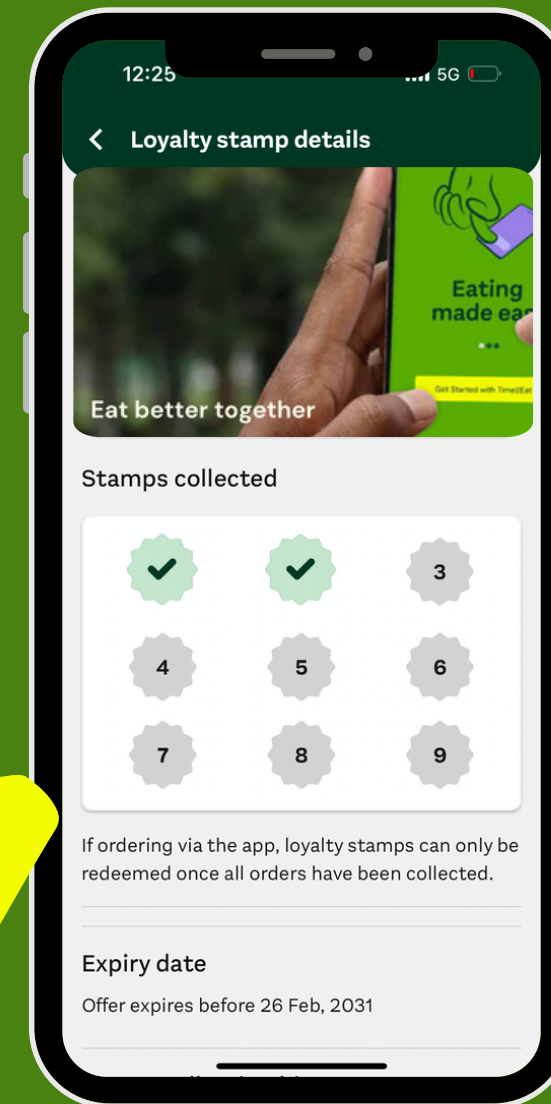 12:25
5G
Loyalty stamp details
Eating
made eas
Get Started with Time2Eat
Eat better together
Stamps collected
3
4
5
6
7
8
9
If ordering via the app, loyalty stamps can only be
redeemed once all orders have been collected.
Expiry date
Offer expires before 26 Feb, 2031